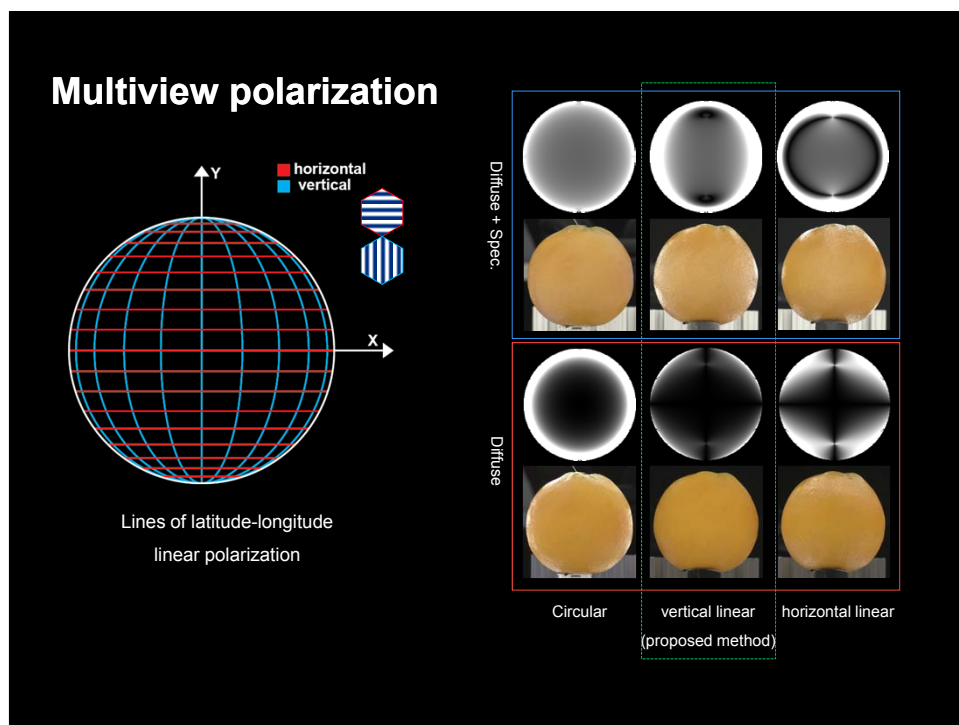 Multiview polarization
Y
horizontal
vertical
X
Lines of latitude-longitude
linear polarization
Diffuse + Spec.
Diffuse
Circular
vertical linear
(proposed method)
horizontal linear